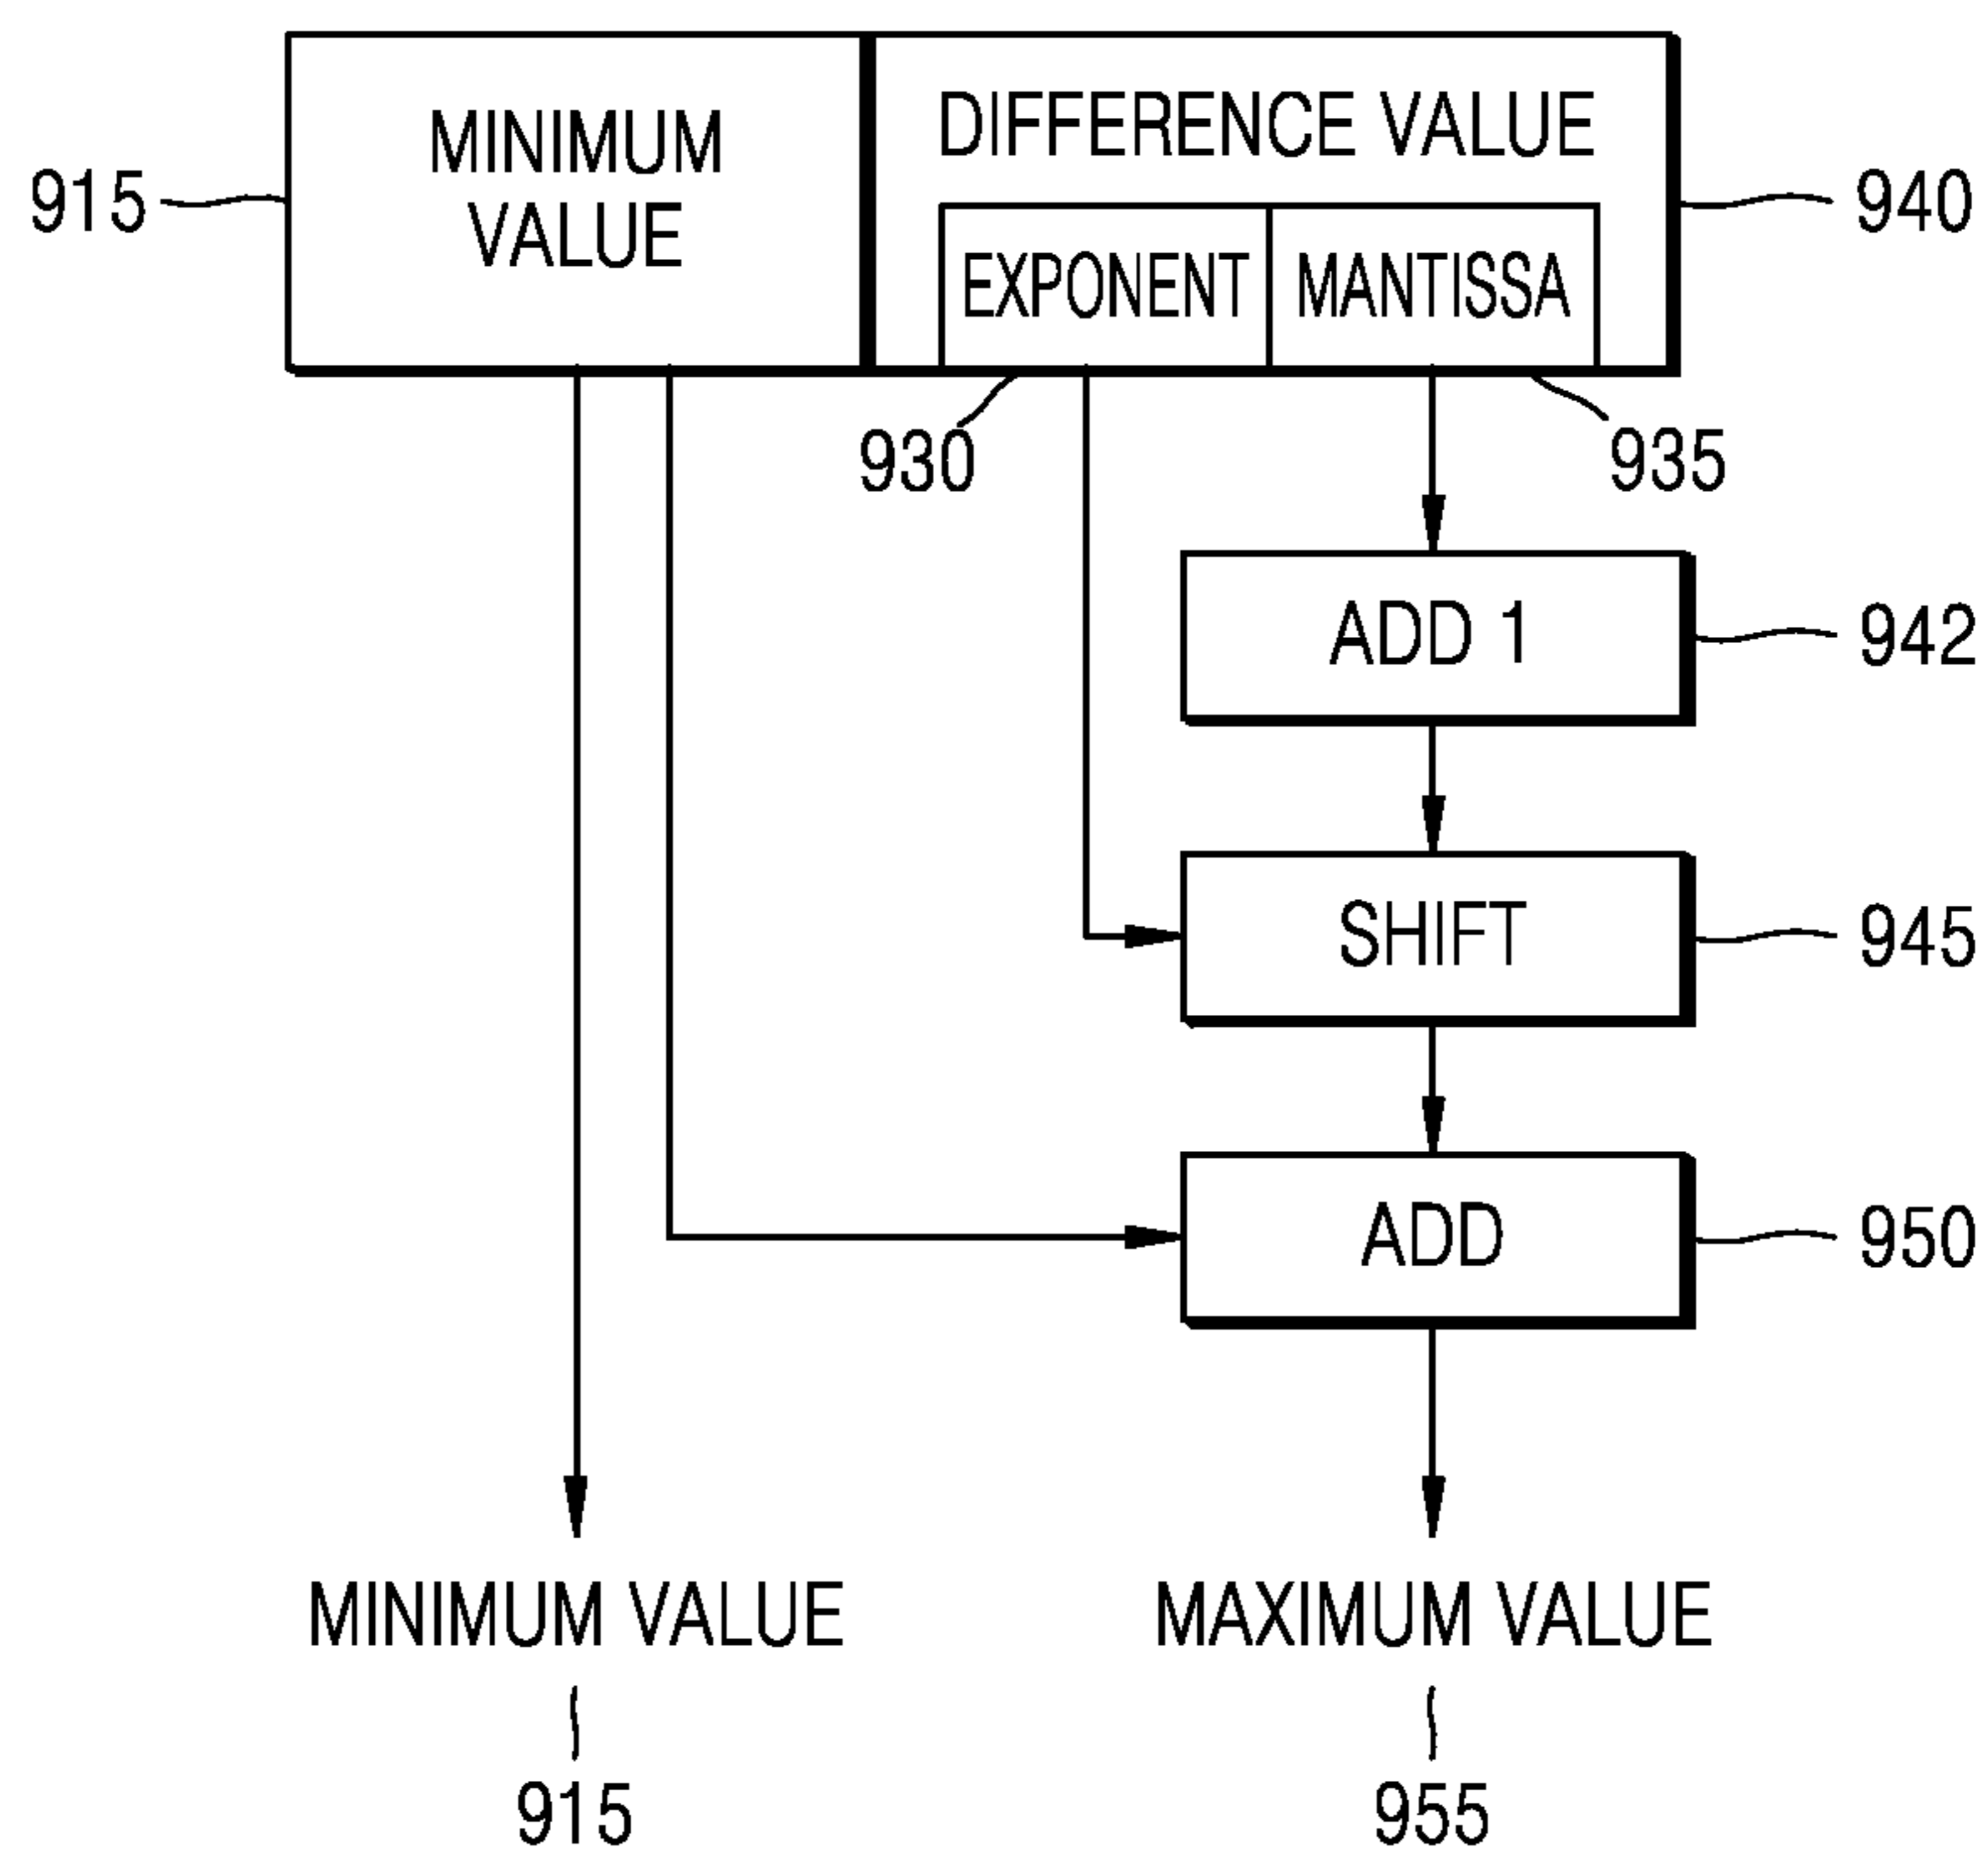 MINIMUM
VALUE
DIFFERENCE VALUE
EXPONENT
MANTISSA
915
940
930
935
ADD 1
942
SHIFT
945
ADD
950
MINIMUM VALUE
MAXIMUM VALUE
915
955